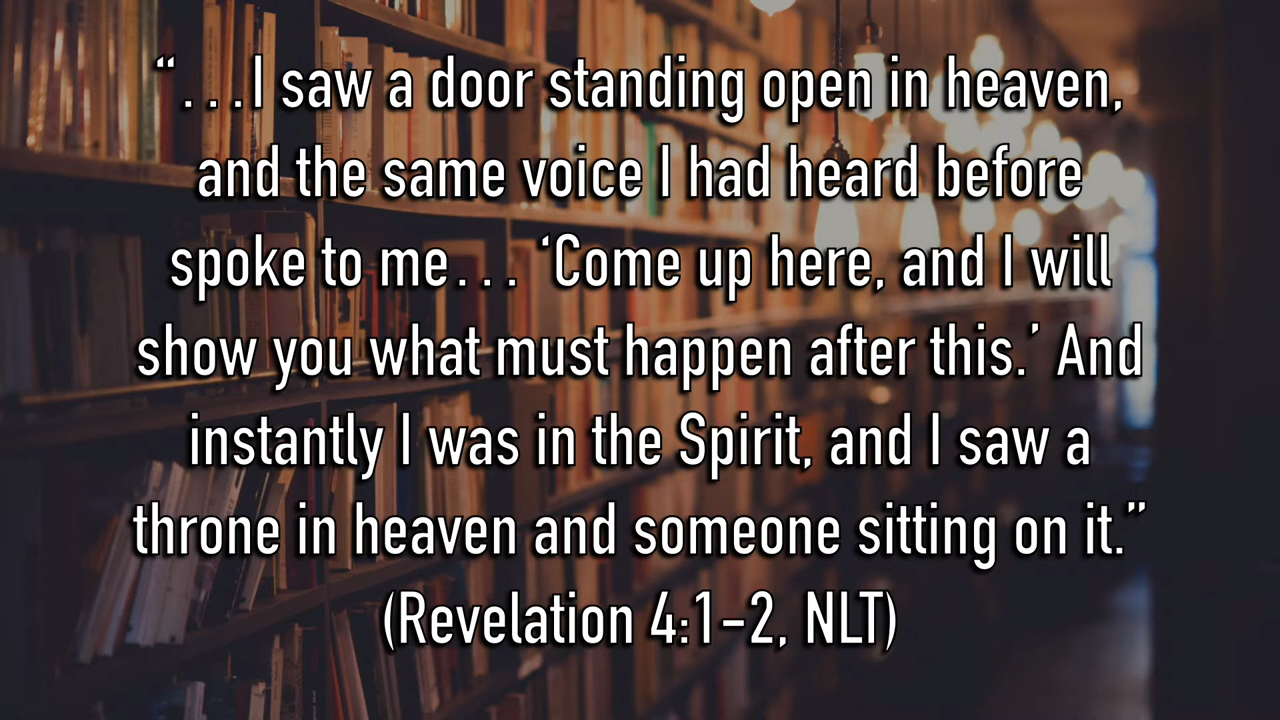 “. . .I saw a door standing open in heaven,
and the same voice I had heard before
spoke to me. . . ‘Come up here, and I will
show you what must happen after this.’ And
instantly I was in the Spirit, and I saw a
throne in heaven and someone sitting on it.”
(Revelation 4:1–2, NLT)